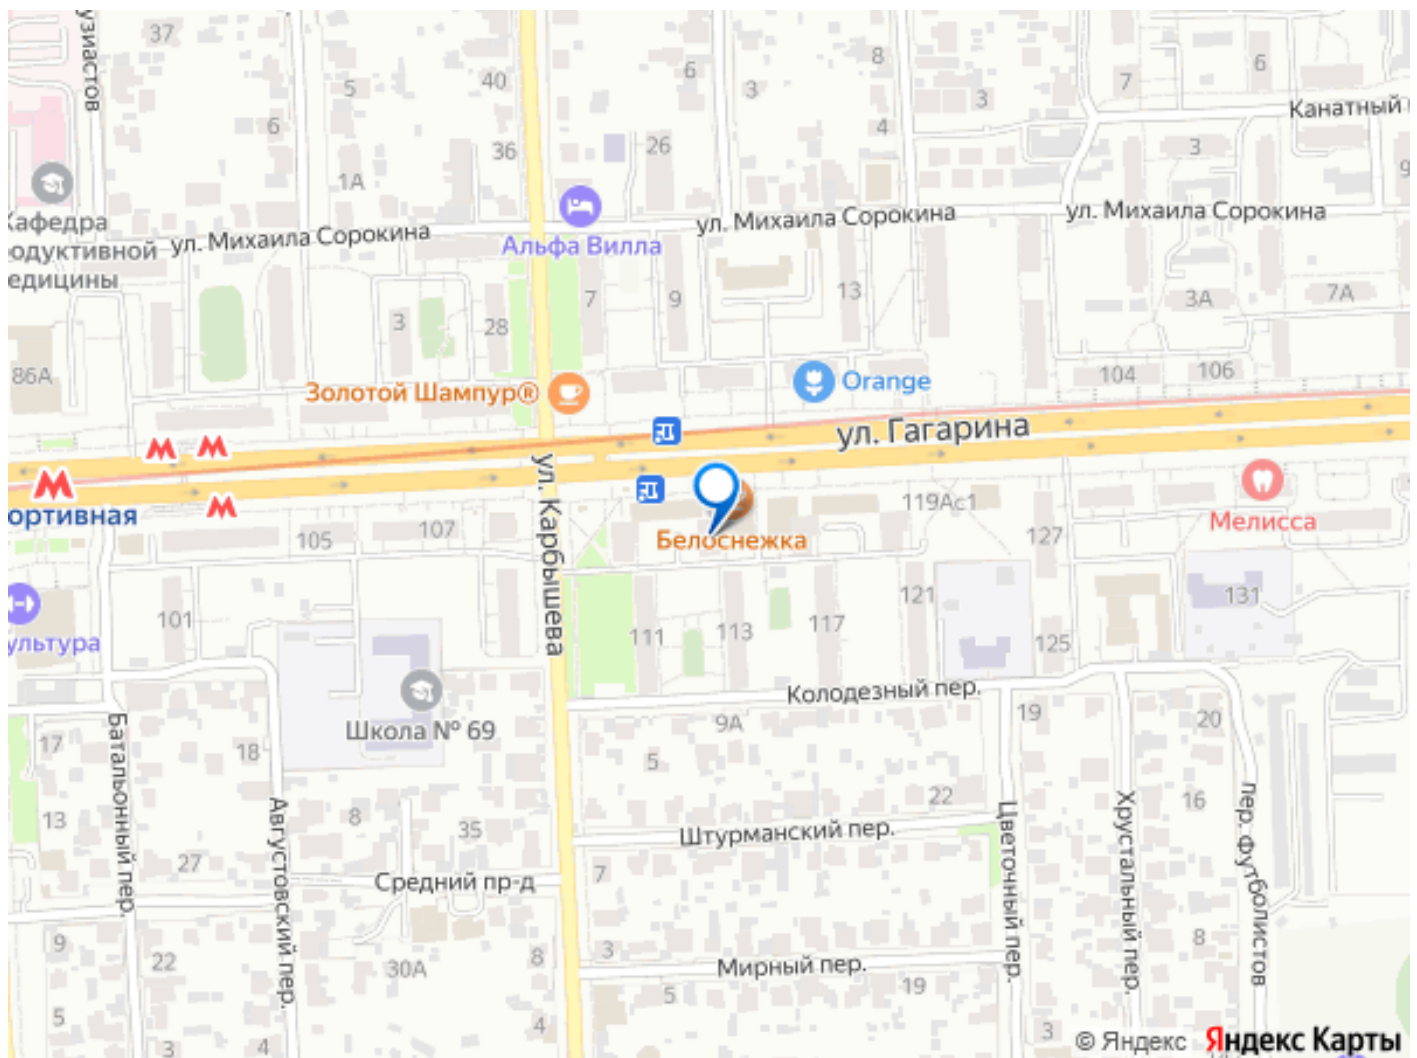 узиастов
37
40
5
6
36
1А
6
3
8
4
26
3
7
6
Канатный
3
9
Кафедра
одуктивной
едицины
ул. Михаила Сорокина
Альфа Вилла
ул. Михаила Сорокина
ул. Михаила Сорокина
7
9
13
3А
7А
3
28
86А
Золотой Шампур®
Orange
104
106
ул. Гагарина
М
М
М
М
ортивная
105
107
ул. Карбышева
Белоснежка
119Ас1
127
Мелисса
ультура
101
111
113
117
121
125
131
Школа № 69
Колодезный пер.
9А
19
20
17
18
Батальонный пер.
Августовский пер.
5
22
16
13
8
35
27
Штурманский пер.
Цветочный пер.
Хрустальный пер.
пер. Футболистов
Средний пр-д
7
9
22
30А
8
3
Мирный пер.
8
5
19
5
3
4
4
3
© Яндекс Яндекс Карты